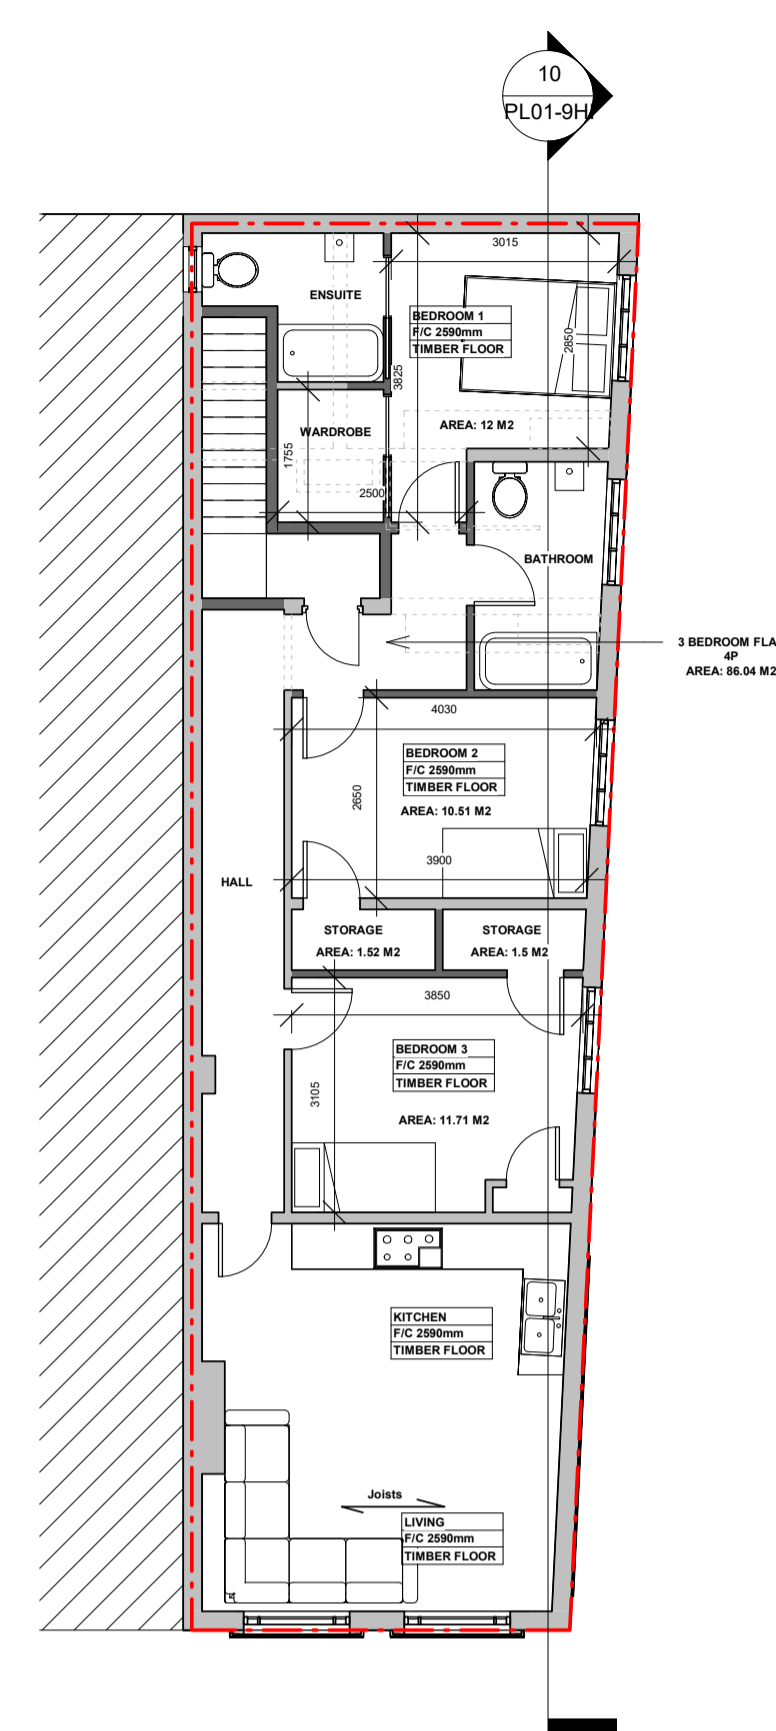 10
PL01-9H
3015
ENSUITE
BEDROOM 1
F/C 2590mm
TIMBER FLOOR
2850
3825
AREA: 12 M2
WARDROBE
1755
2500
BATHROOM
3 BEDROOM FLA
4P
AREA: 86.04 M2
4030
BEDROOM 2
F/C 2590mm
TIMBER FLOOR
2650
AREA: 10.51 M2
3900
HALL
STORAGE
AREA: 1.52 M2
STORAGE
AREA: 1.5 M2
3850
BEDROOM 3
F/C 2590mm
TIMBER FLOOR
3105
AREA: 11.71 M2
KITCHEN
F/C 2590mm
TIMBER FLOOR
Joists
LIVING
F/C 2590mm
TIMBER FLOOR